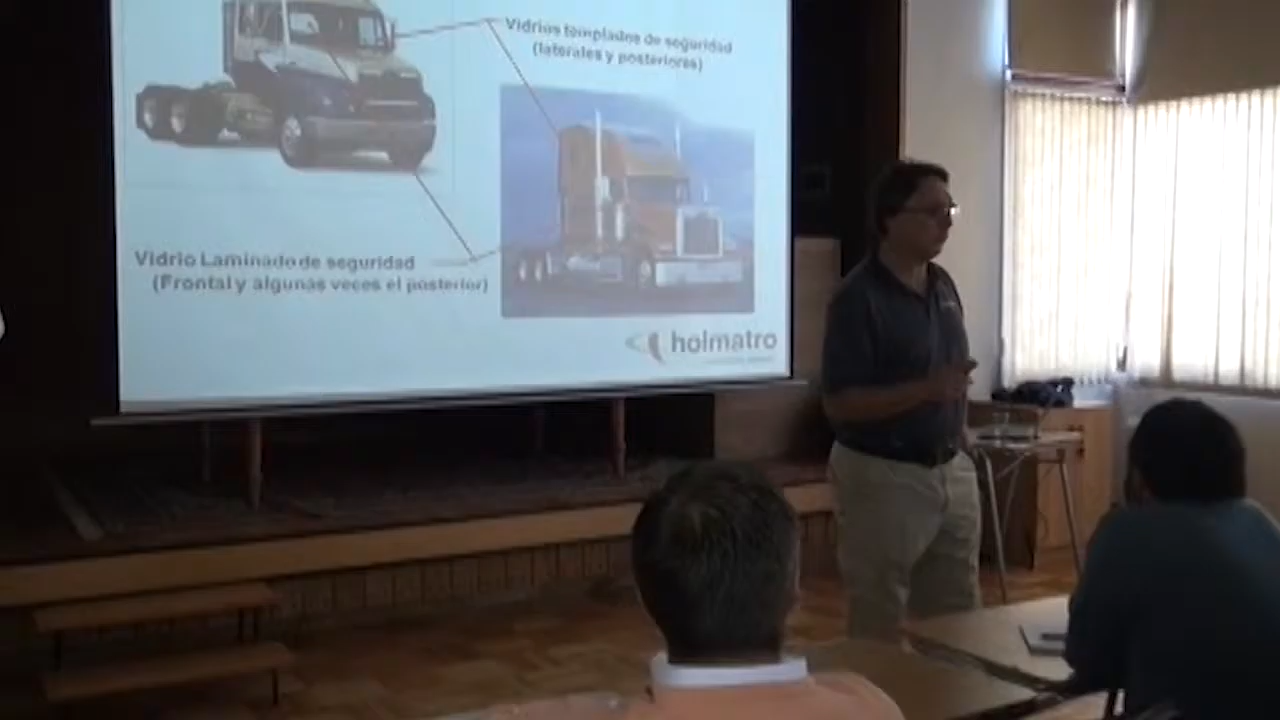 Vidrios templados de seguridad
(laterales y posteriores)
Vidrio Laminado de seguridad
(Frontal y algunas veces el posterior)
holmatro